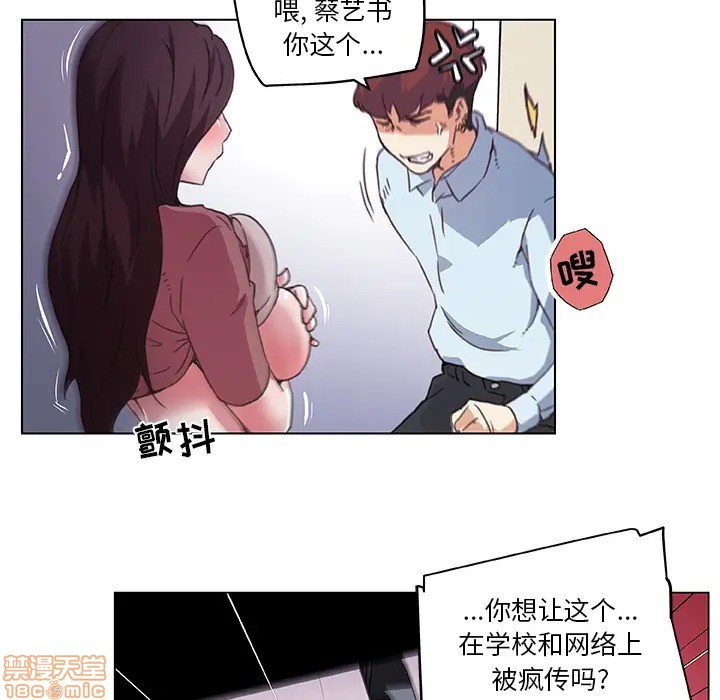 喂, 蔡艺书
你这个...
嗖
颤抖
...你想让这个...
在学校和网络上
被疯传吗?
禁漫天堂
18comic